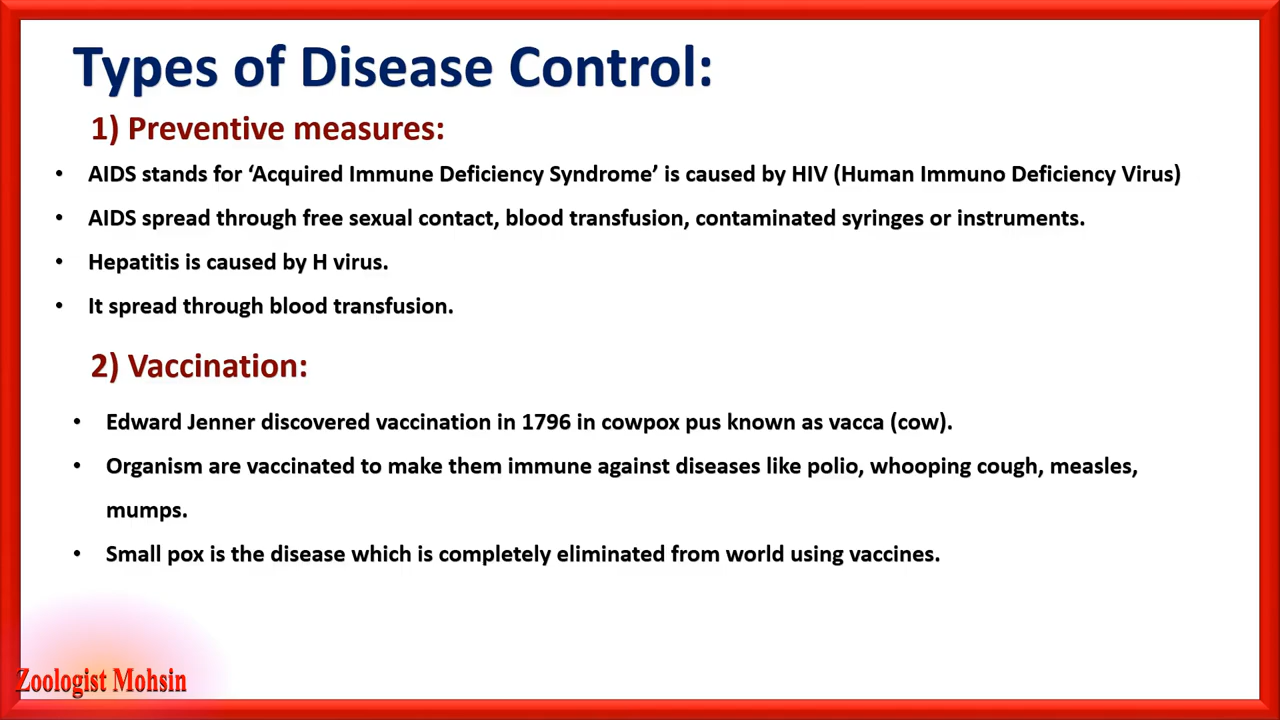 Types of Disease Control:
1) Preventive measures:
• AIDS stands for ‘Acquired Immune Deficiency Syndrome’ is caused by HIV (Human Immuno Deficiency Virus)
• AIDS spread through free sexual contact, blood transfusion, contaminated syringes or instruments.
• Hepatitis is caused by H virus.
• It spread through blood transfusion.
2) Vaccination:
• Edward Jenner discovered vaccination in 1796 in cowpox pus known as vacca (cow).
• Organism are vaccinated to make them immune against diseases like polio, whooping cough, measles,
mumps.
• Small pox is the disease which is completely eliminated from world using vaccines.
Zoologist Mohsin